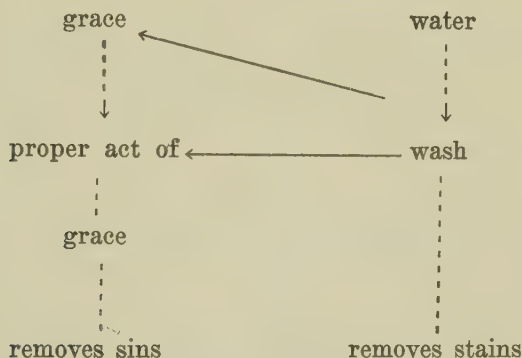 grace water
proper act of wash
grace
removes sins removes stains